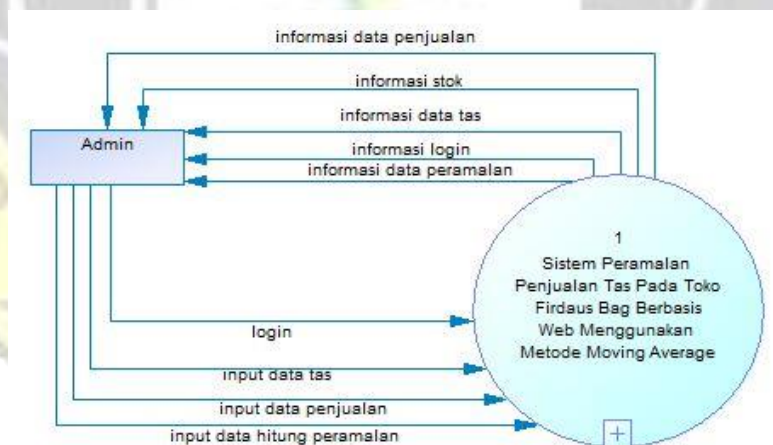 informasi data penjualan
informasi stok
informasi data tas
Admin
informasi login
informasi data peramalan
1
Sistem Peramalan
Penjualan Tas Pada Toko
Firdaus Bag Berbasis
Web Menggunakan
Metode Moving Average
login
input data tas
input data penjualan
input data hitung peramalan